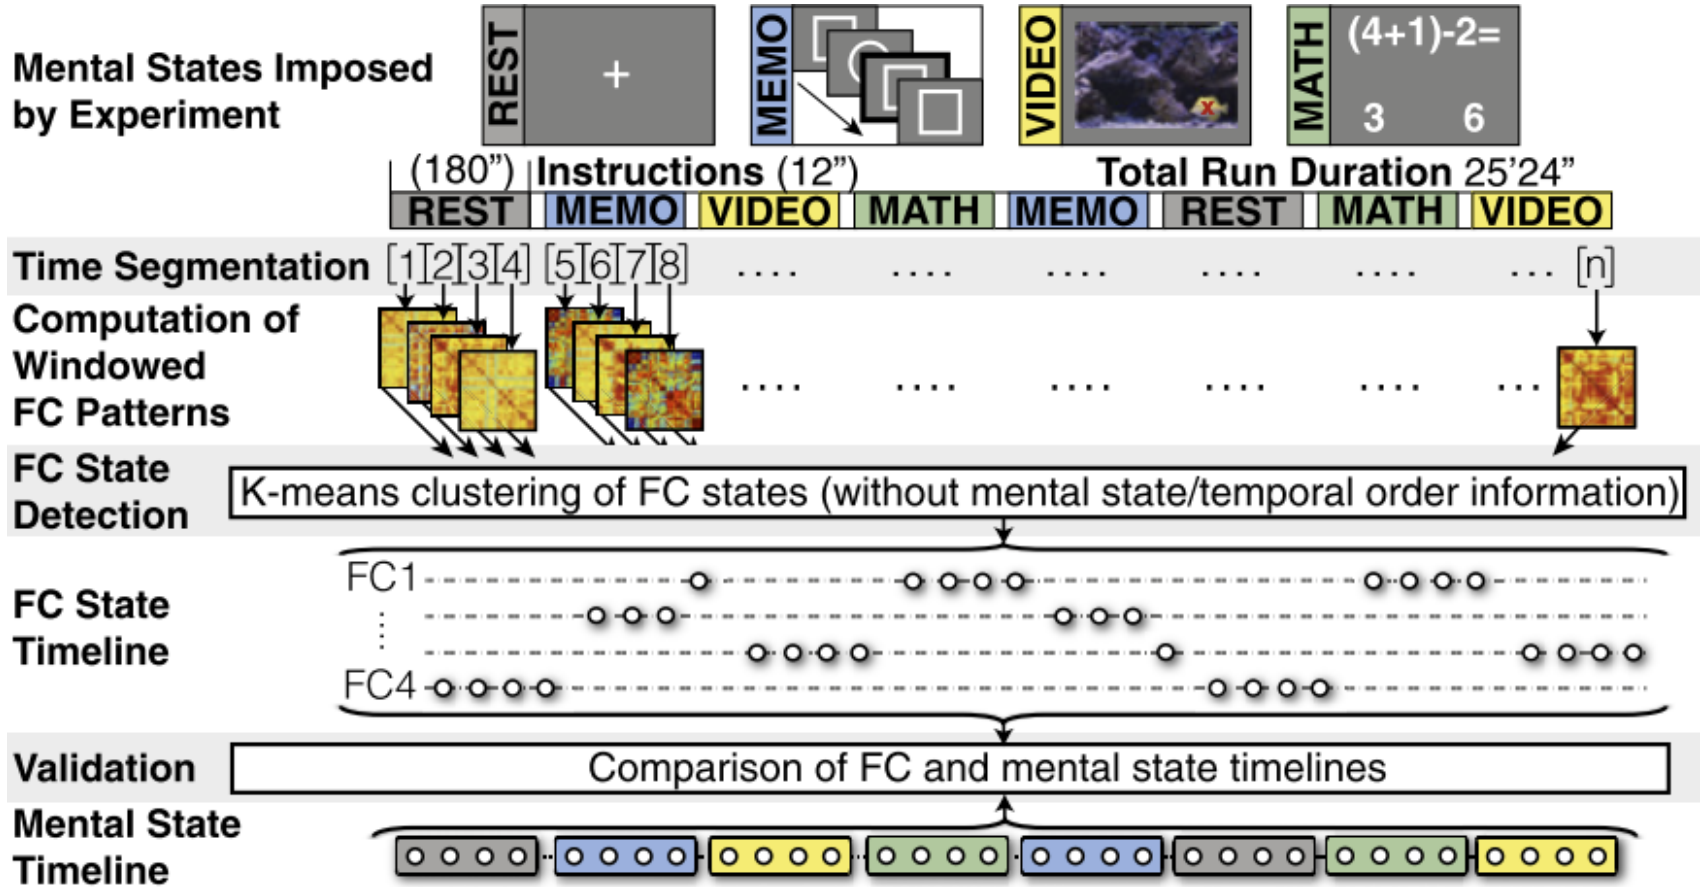 Mental States Imposed
by Experiment
REST
+
MEMO
VIDEO
X
MATH
(4+1)-2=
3 6
(180”) Instructions (12”) Total Run Duration 25’24”
REST MEMO VIDEO MATH MEMO REST MATH VIDEO
Time Segmentation [1][2][3][4] [5][6][7][8] .... .... .... .... .... ... [n]
Computation of
Windowed
FC Patterns
.... .... .... .... .... ...
FC State
Detection
K-means clustering of FC states (without mental state/temporal order information)
FC State
Timeline
FC1
FC4
Validation
Comparison of FC and mental state timelines
Mental State
Timeline